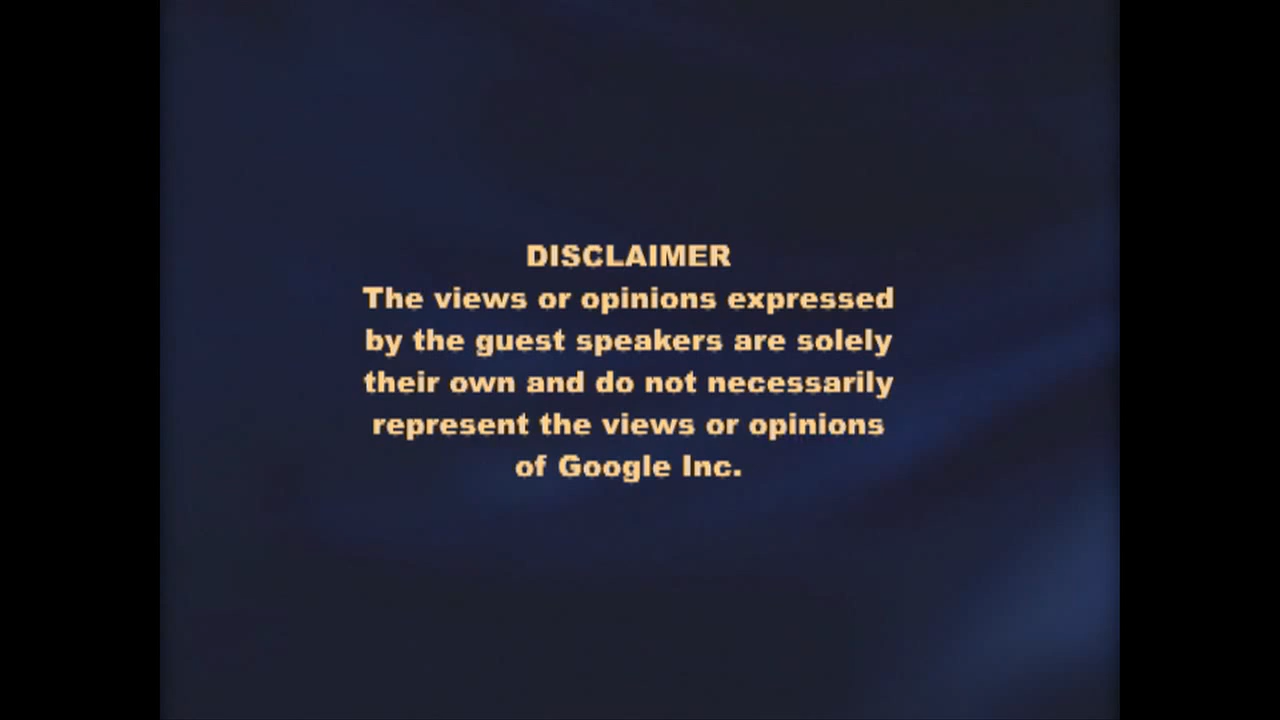 DISCLAIMER
The views or opinions expressed
by the guest speakers are solely
their own and do not necessarily
represent the views or opinions
of Google Inc.